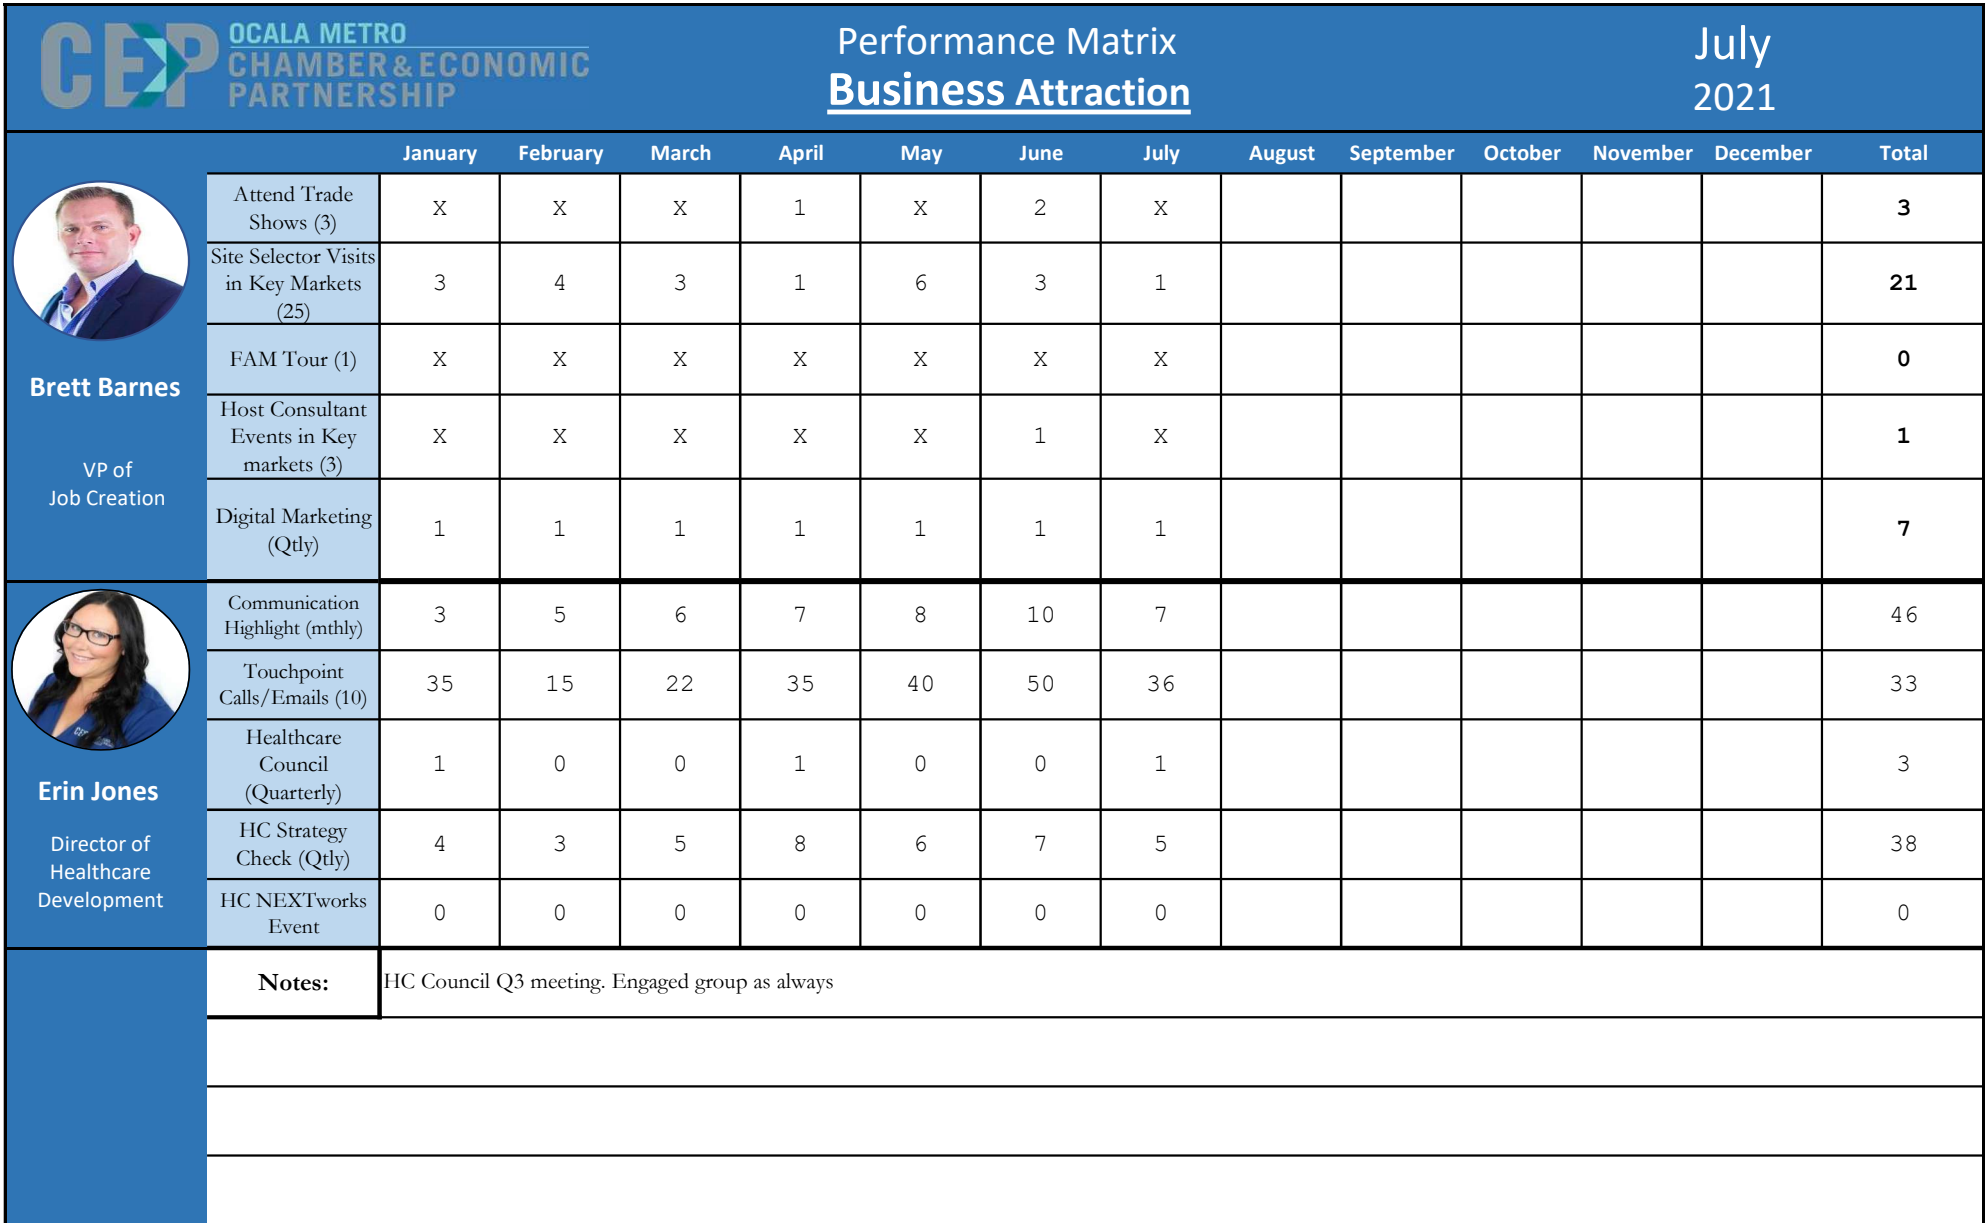 CEP OCALA METRO
CHAMBER & ECONOMIC
PARTNERSHIP
Performance Matrix
Business Attraction
July
2021
January February March April May June July August September October November December Total
Brett Barnes
VP of
Job Creation
Attend Trade
Shows (3)
X X X 1 X 2 X 3
Site Selector Visits
in Key Markets
(25)
3 4 3 1 6 3 1 21
FAM Tour (1)
X X X X X X X 0
Host Consultant
Events in Key
markets (3)
X X X X X 1 X 1
Digital Marketing
(Qtly)
1 1 1 1 1 1 1 7
Erin Jones
Director of
Healthcare
Development
Communication
Highlight (mthly)
3 5 6 7 8 10 7 46
Touchpoint
Calls/Emails (10)
35 15 22 35 40 50 36 33
Healthcare
Council
(Quarterly)
1 0 0 1 0 0 1 3
HC Strategy
Check (Qtly)
4 3 5 8 6 7 5 38
HC NEXTworks
Event
0 0 0 0 0 0 0 0
Notes: HC Council Q3 meeting. Engaged group as always